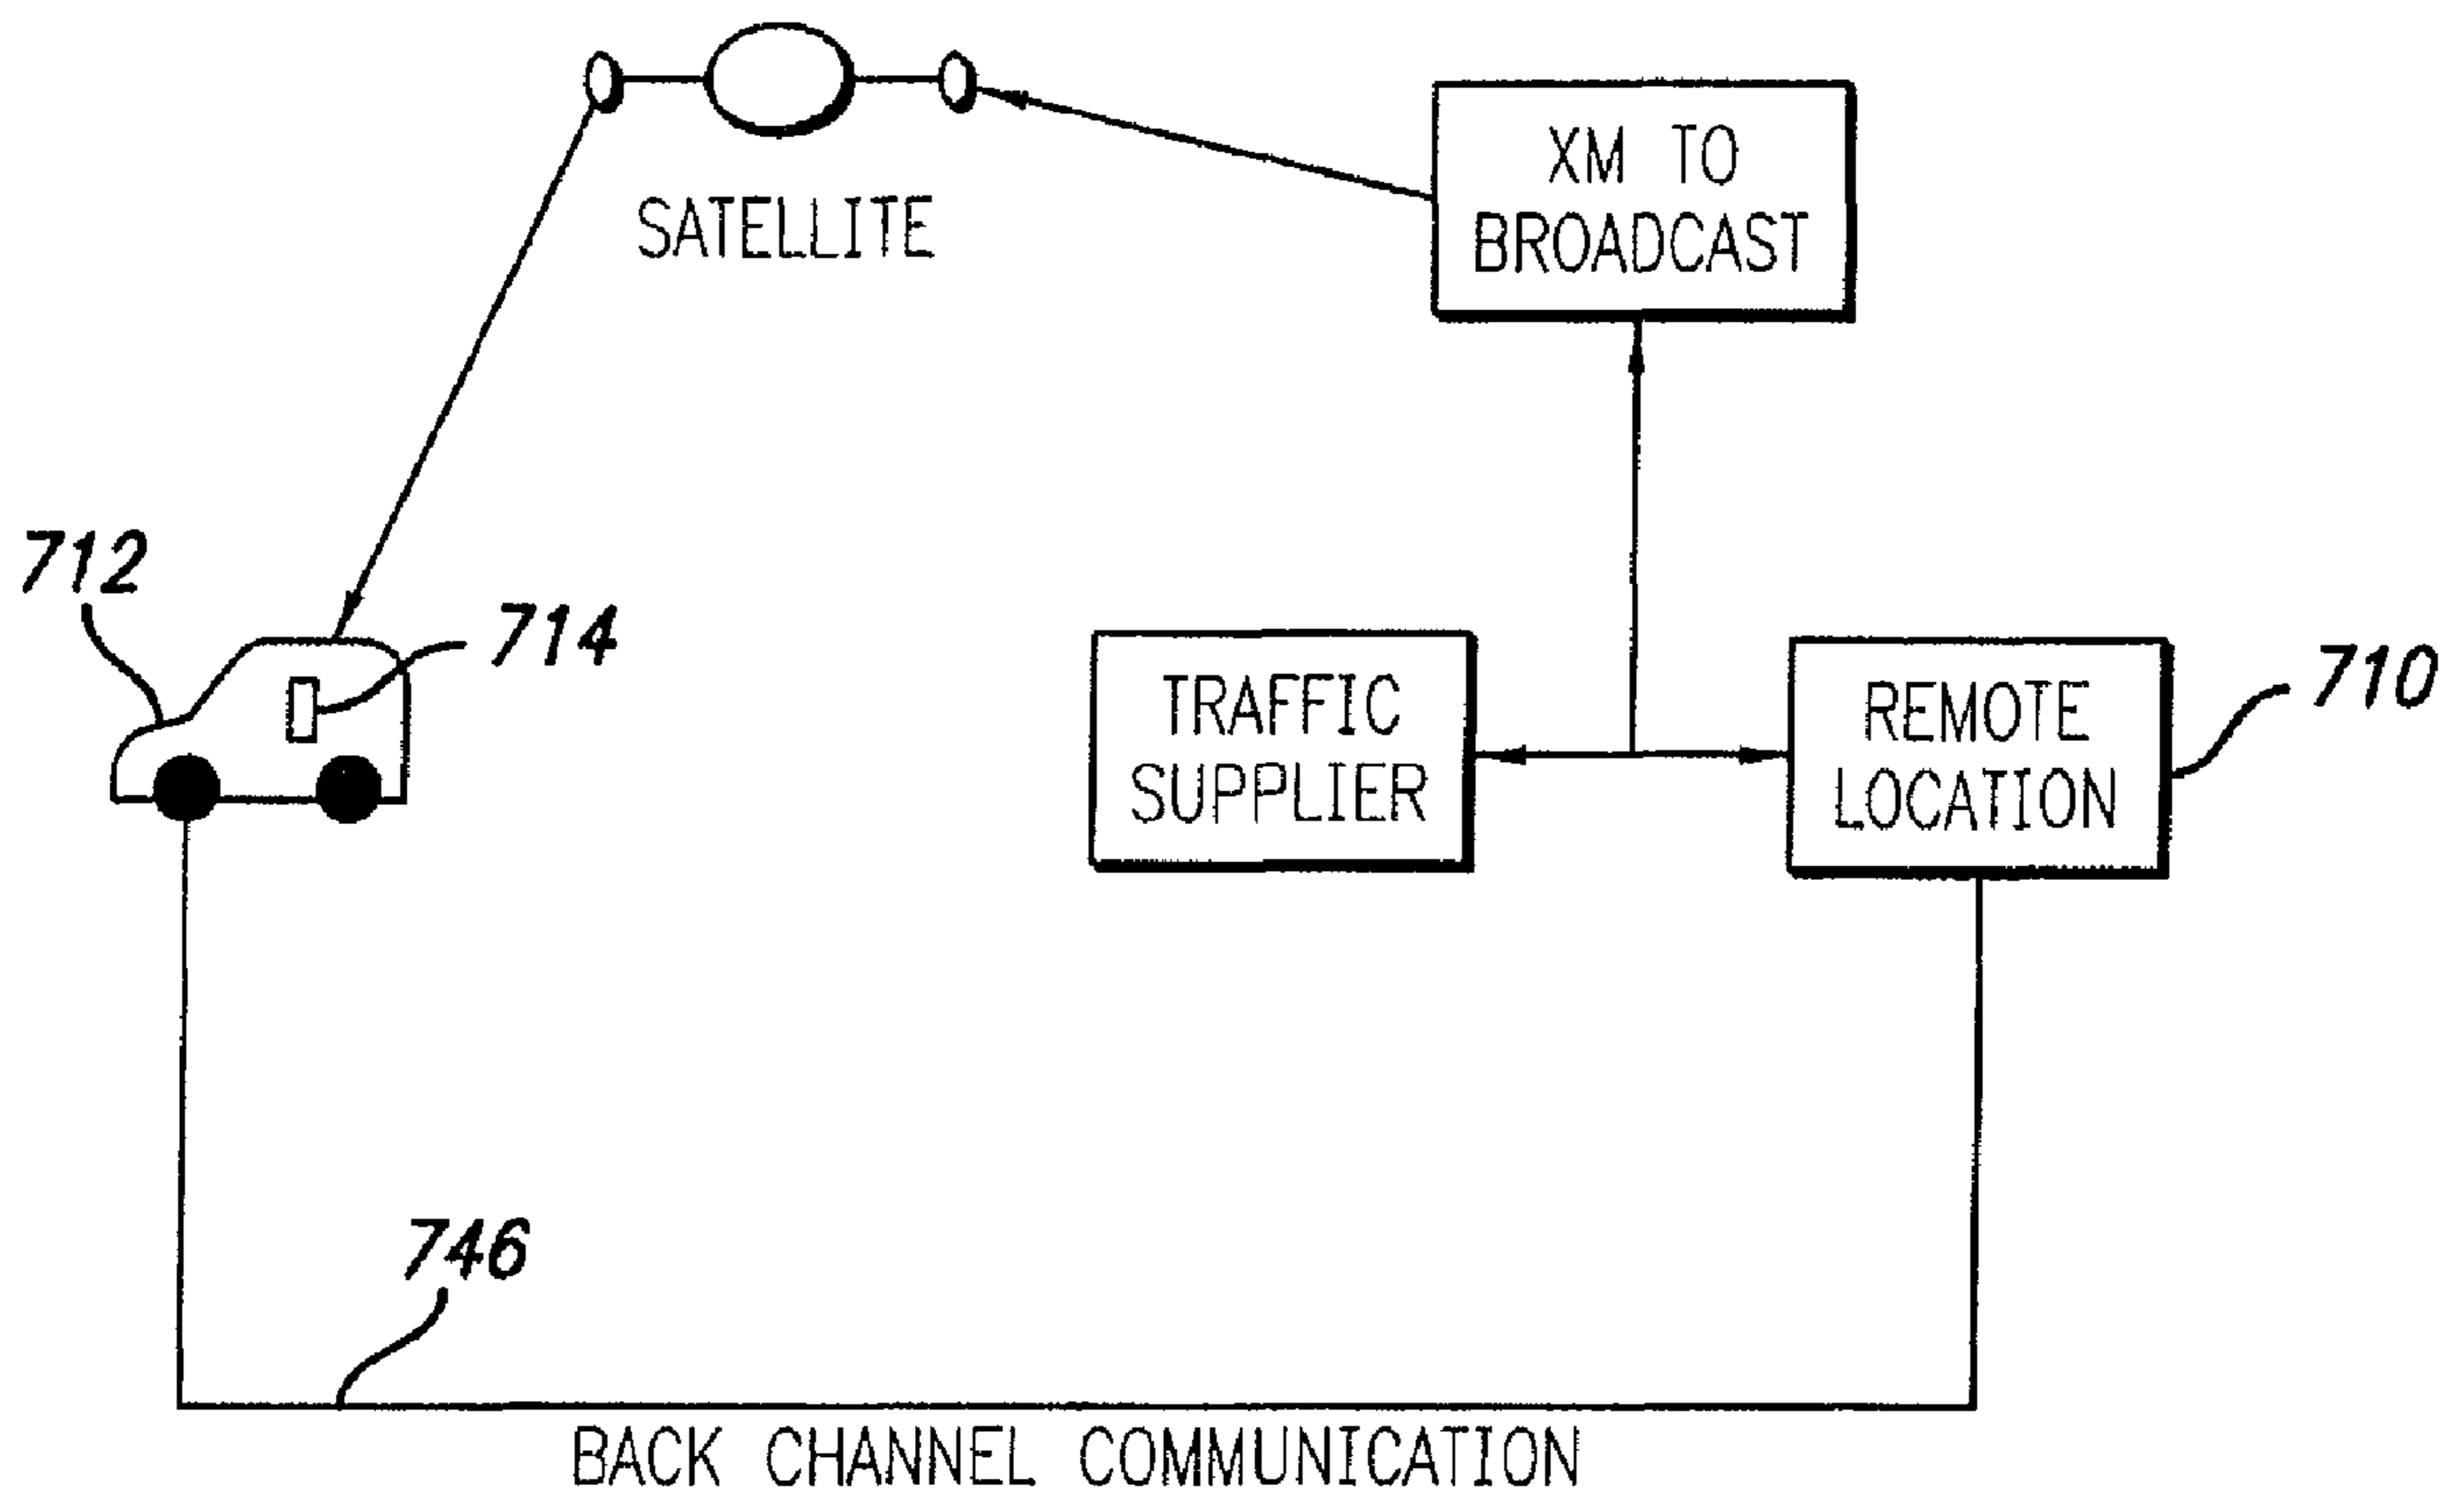 XM TO
BROADCAST
SATELLITE
712
714
TRAFFIC
SUPPLIER
REMOTE
LOCATION
710
746
BACK CHANNEL COMMUNICATION